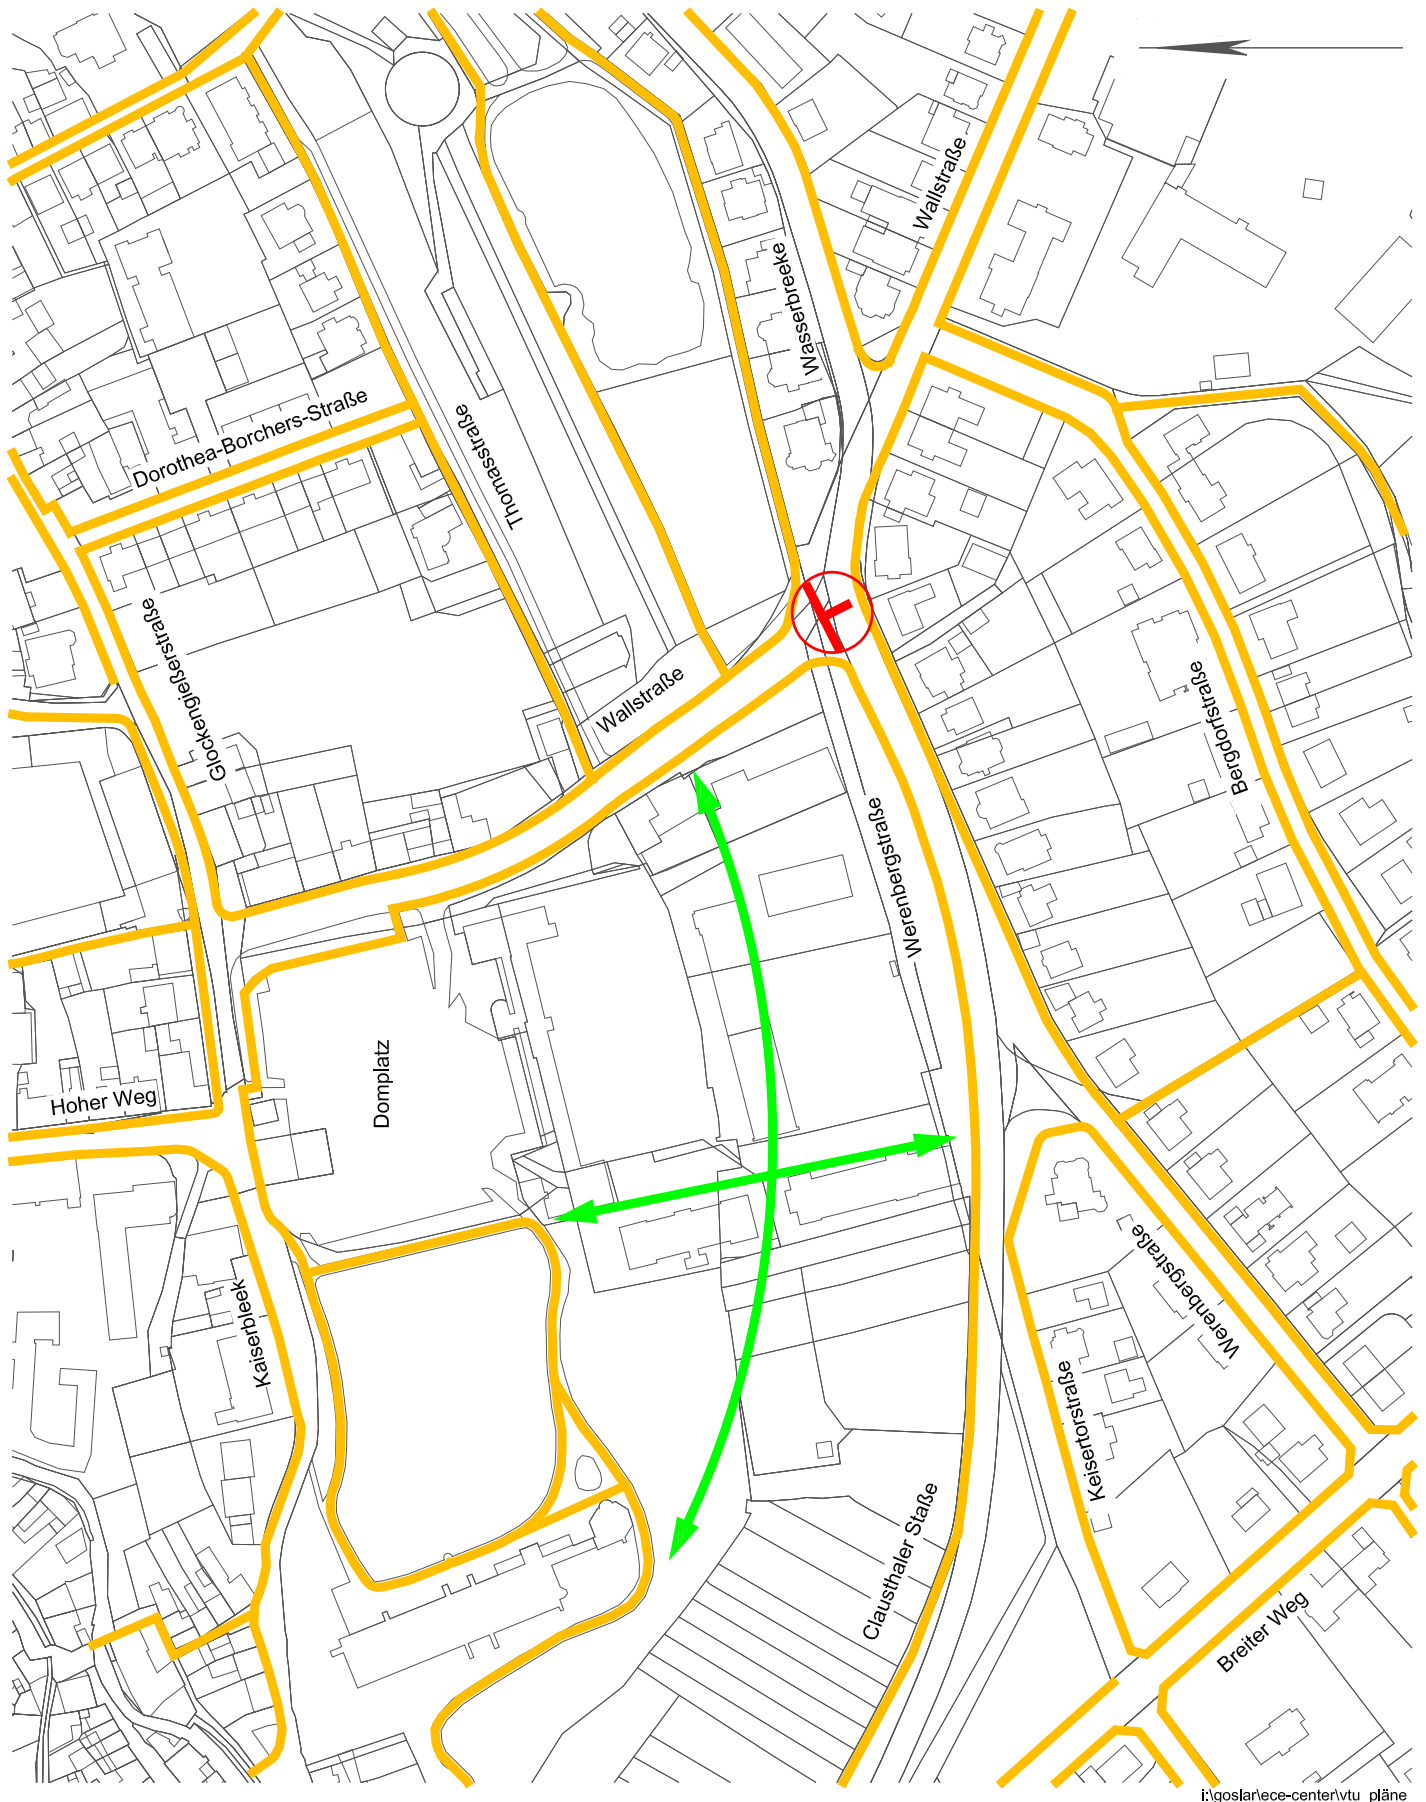 Wallstraße
Wasserbreeke
Dorothea-Borchers-Straße
Thomasstraße
Glockengießerstraße
Wallstraße
Bergdorfstraße
Werenbergstraße
Domplatz
Hoher Weg
Kaiserbleek
Werenbergstraße
Keisertorstraße
Clausthaler Staße
Breiter Weg
i:\goslar\ece-center\vtu_pläne